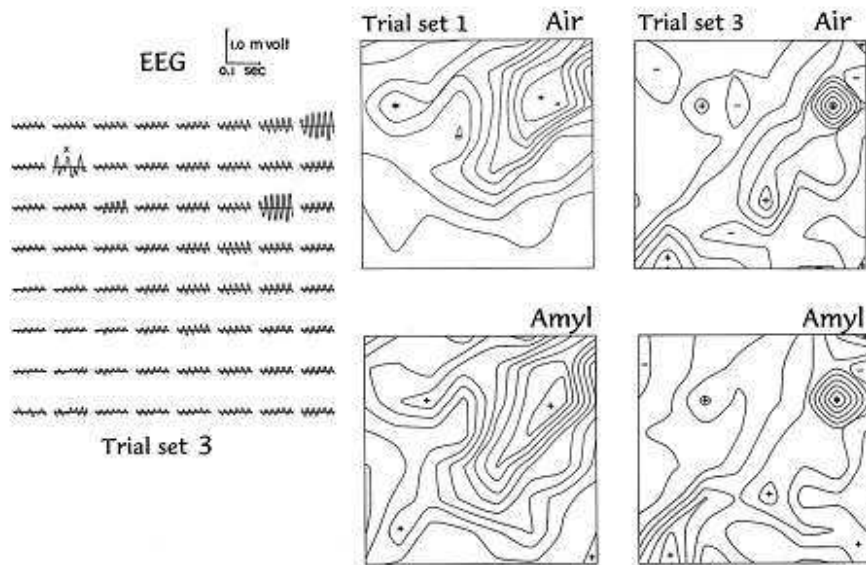 EEG
1.0 m volt
0.1 sec
x
Trial set 3
Trial set 1 Air
Trial set 3 Air
Amyl
Amyl